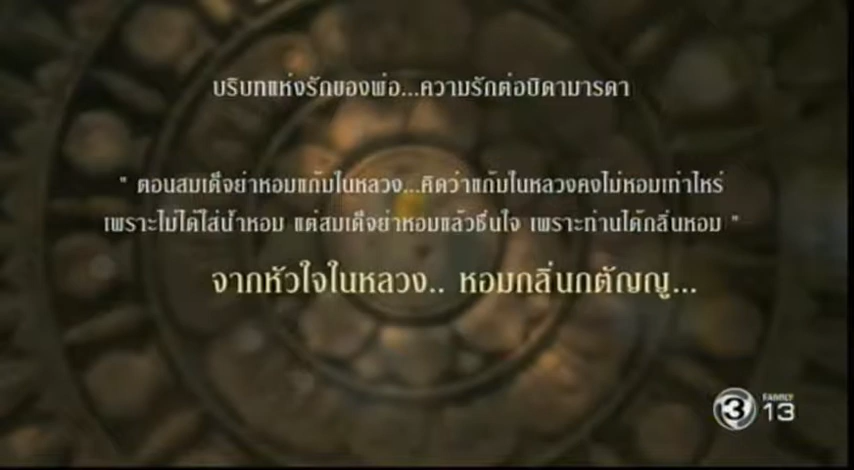 บริบทแห่งรักของพ่อ...ความรักต่อบิดามารดา
" ตอนสมเด็จย่าหอมแก้มในหลวง...คิดว่าแก้มในหลวงคงไม่หอมเท่าไหร่
เพราะไม่ได้ใส่น้ำหอม แต่สมเด็จย่าหอมแล้วชื่นใจ เพราะท่านได้กลิ่นหอม "
จากหัวใจในหลวง.. หอมกลิ่นกตัญญู...
3 FAMILY 13